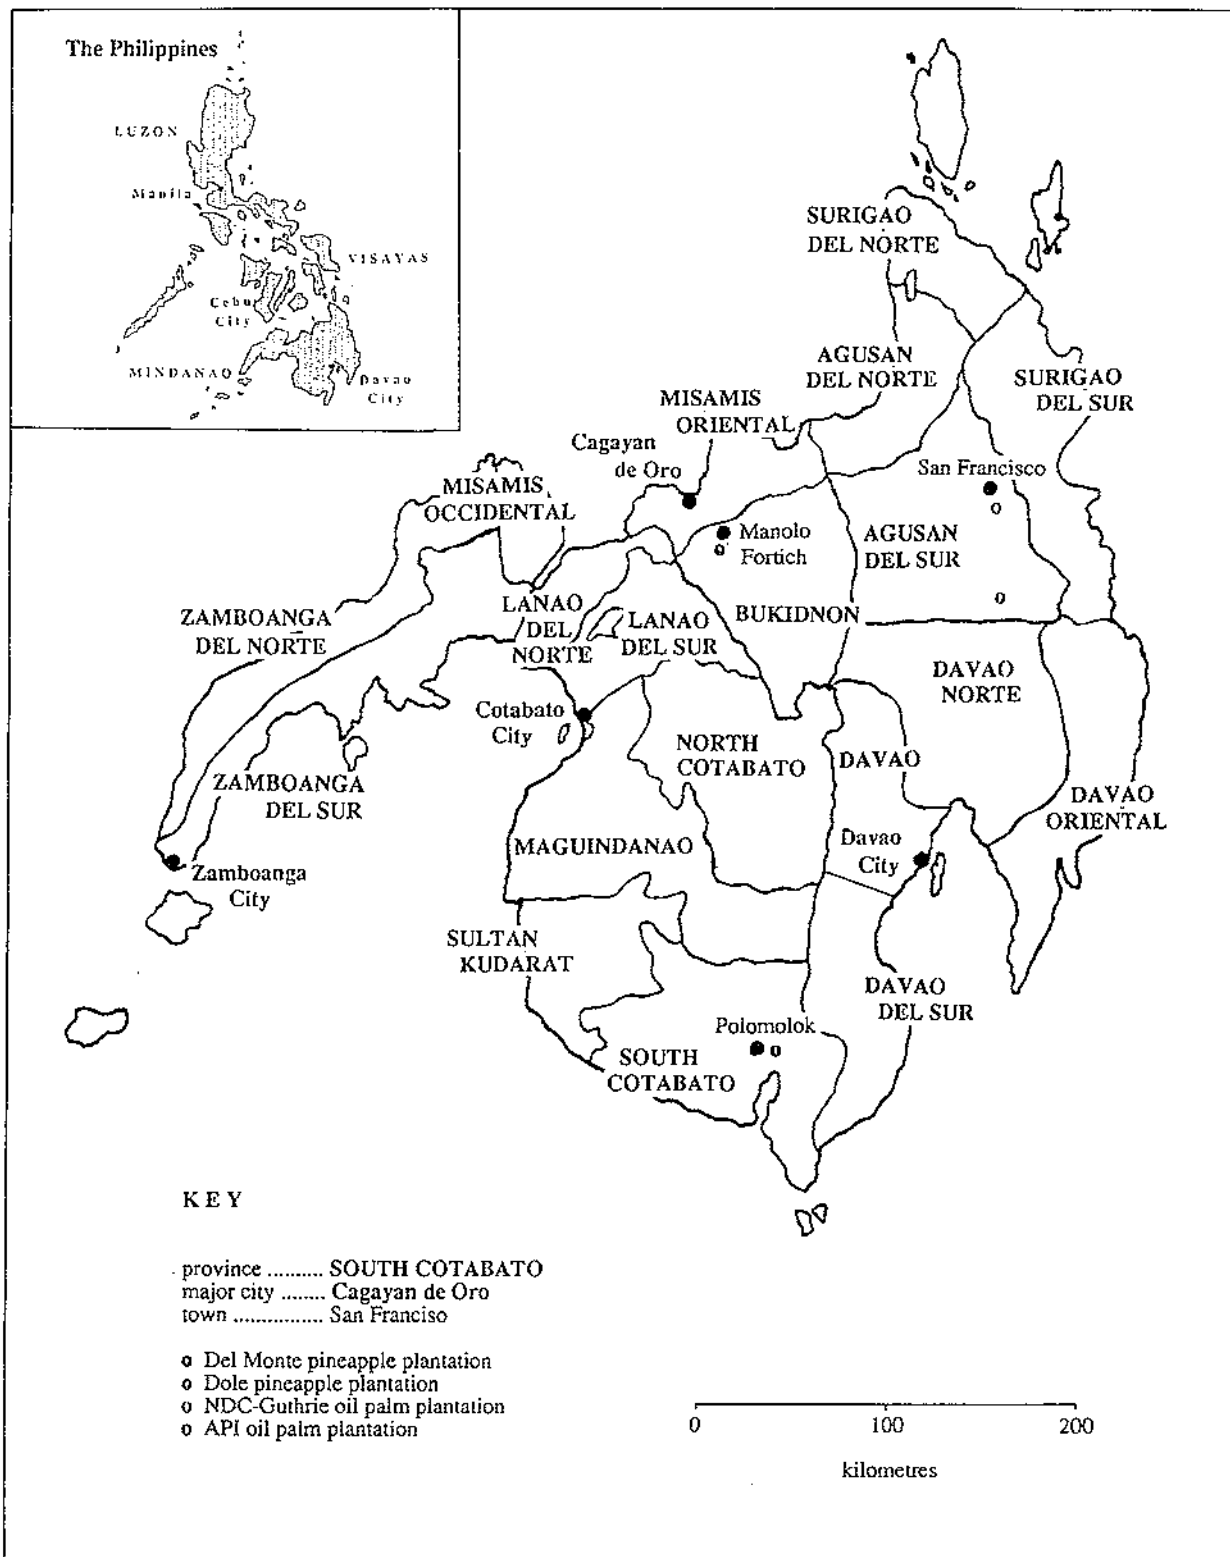 The Philippines
LUZON
Manila
VISAYAS
Cebu
City
MINDANAO
Davao
City
SURIGAO
DEL NORTE
AGUSAN
DEL NORTE
SURIGAO
DEL SUR
MISAMIS
ORIENTAL
Cagayan
de Oro
San Francisco
MISAMIS
OCCIDENTAL
Manolo
Fortich
AGUSAN
DEL SUR
ZAMBOANGA
DEL NORTE
LANAO
DEL
NORTE
LANAO
DEL SUR
BUKIDNON
DAVAO
NORTE
Cotabato
City
NORTH
COTABATO
DAVAO
ZAMBOANGA
DEL SUR
DAVAO
ORIENTAL
MAGUINDANAO
Davao
City
Zamboanga
City
SULTAN
KUDARAT
DAVAO
DEL SUR
Polomolok
SOUTH
COTABATO
KEY
province .......... SOUTH COTABATO
major city ........ Cagayan de Oro
town ................ San Franciso
o Del Monte pineapple plantation
o Dole pineapple plantation
o NDC-Guthrie oil palm plantation
o API oil palm plantation
0 100 200
kilometres